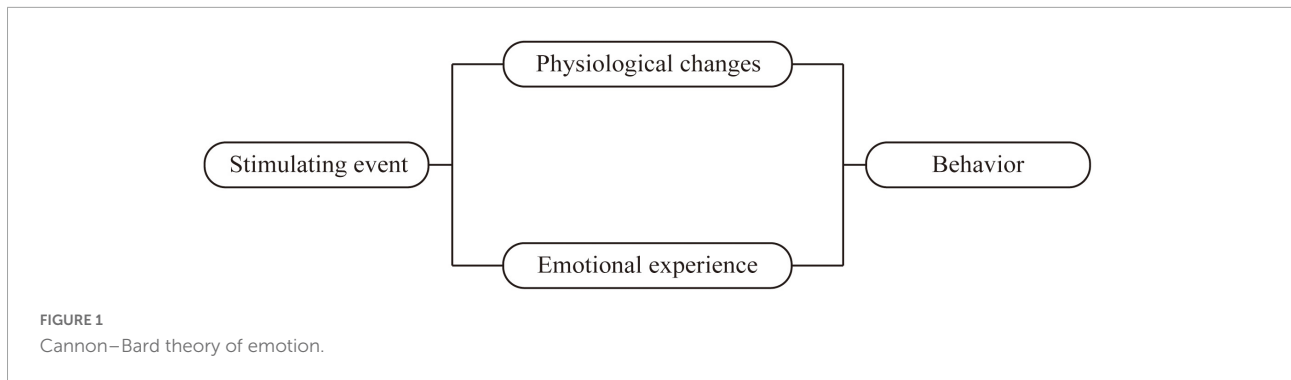 Physiological changes
Stimulating event
Behavior
Emotional experience
FIGURE 1
Cannon–Bard theory of emotion.